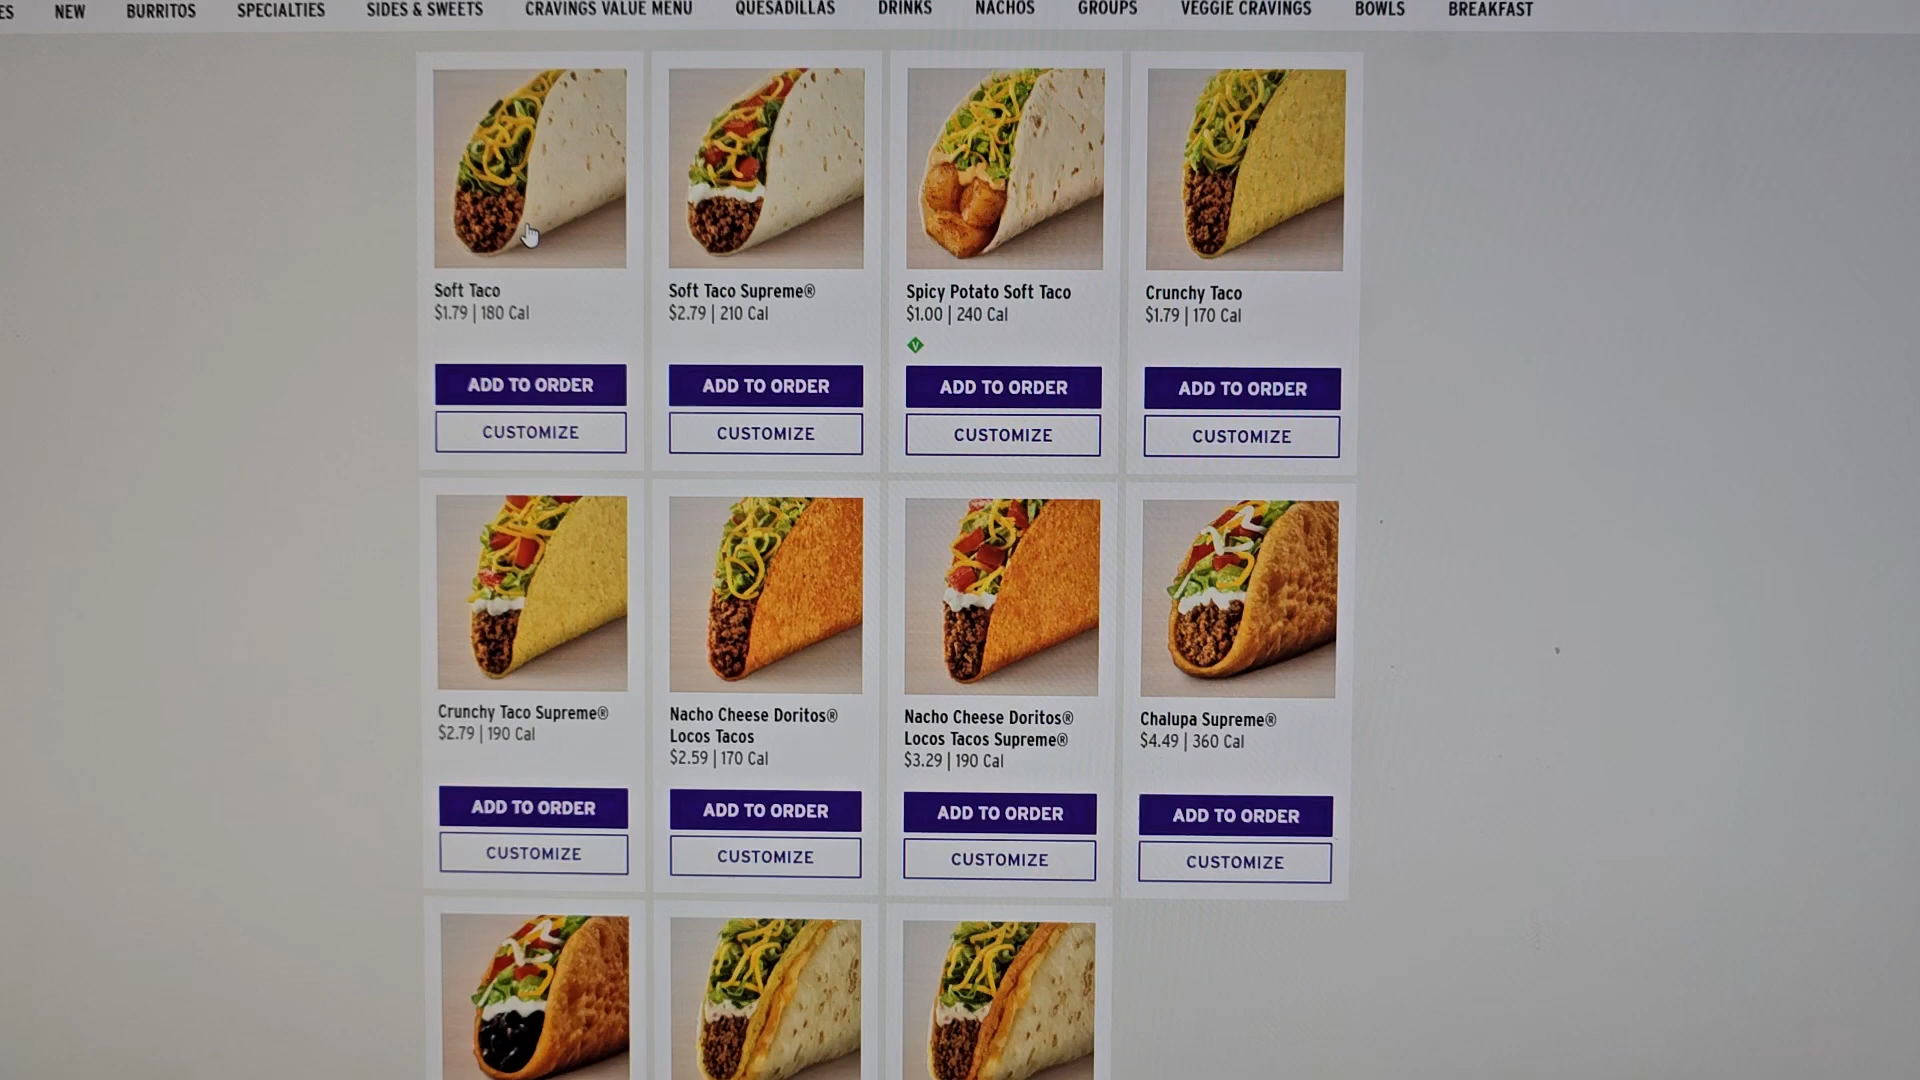 ES NEW BURRITOS SPECIALTIES SIDES & SWEETS CRAVINGS VALUE MENU QUESADILLAS DRINKS NACHOS GROUPS VEGGIE CRAVINGS BOWLS BREAKFAST
Soft Taco
$1.79 | 180 Cal
ADD TO ORDER
CUSTOMIZE
Soft Taco Supreme®
$2.79 | 210 Cal
ADD TO ORDER
CUSTOMIZE
Spicy Potato Soft Taco
$1.00 | 240 Cal
V
ADD TO ORDER
CUSTOMIZE
Crunchy Taco
$1.79 | 170 Cal
ADD TO ORDER
CUSTOMIZE
Crunchy Taco Supreme®
$2.79 | 190 Cal
ADD TO ORDER
CUSTOMIZE
Nacho Cheese Doritos®
Locos Tacos
$2.59 | 170 Cal
ADD TO ORDER
CUSTOMIZE
Nacho Cheese Doritos®
Locos Tacos Supreme®
$3.29 | 190 Cal
ADD TO ORDER
CUSTOMIZE
Chalupa Supreme®
$4.49 | 360 Cal
ADD TO ORDER
CUSTOMIZE